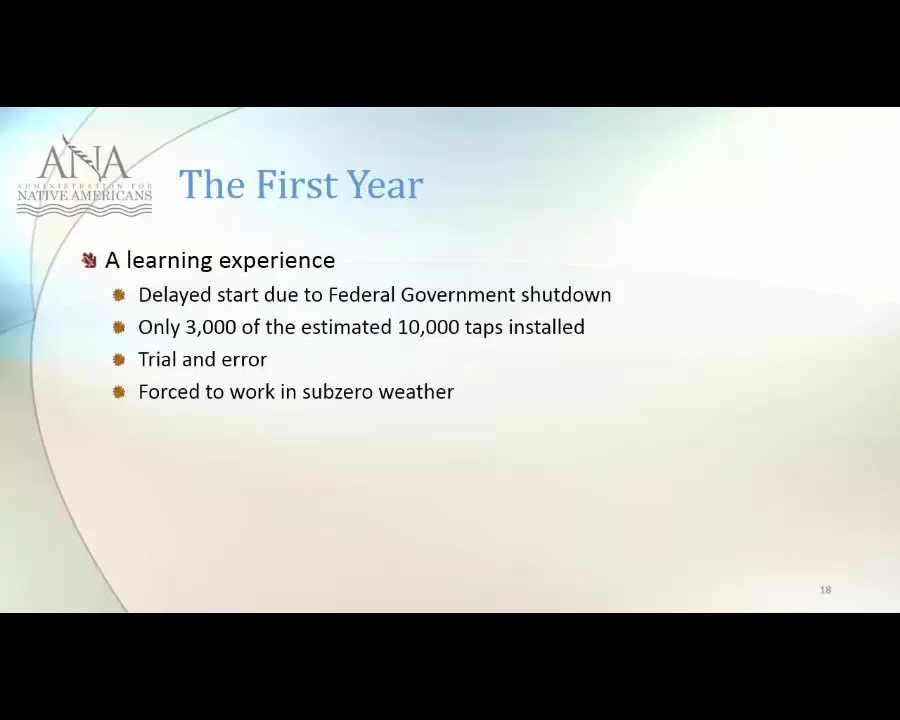 ANA
ADMINISTRATION FOR
NATIVE AMERICANS
The First Year
A learning experience
Delayed start due to Federal Government shutdown
Only 3,000 of the estimated 10,000 taps installed
Trial and error
Forced to work in subzero weather
18